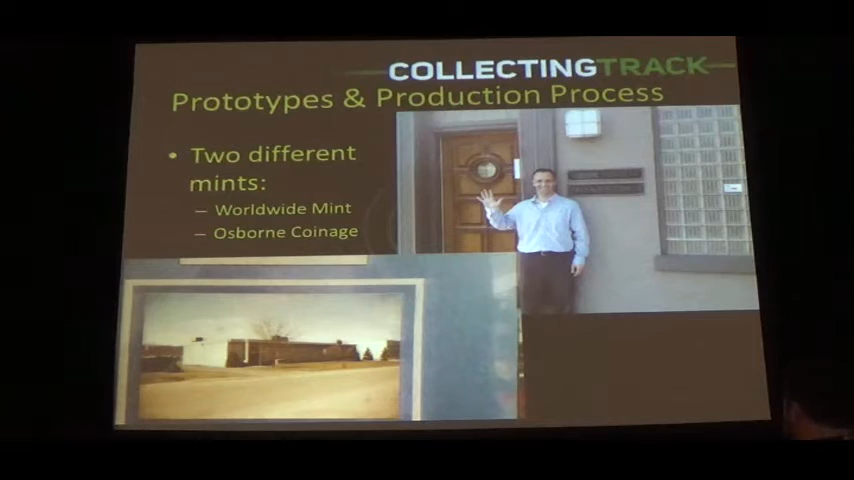 COLLECTINGTRACK
Prototypes & Production Process
• Two different
mints:
– Worldwide Mint
– Osborne Coinage